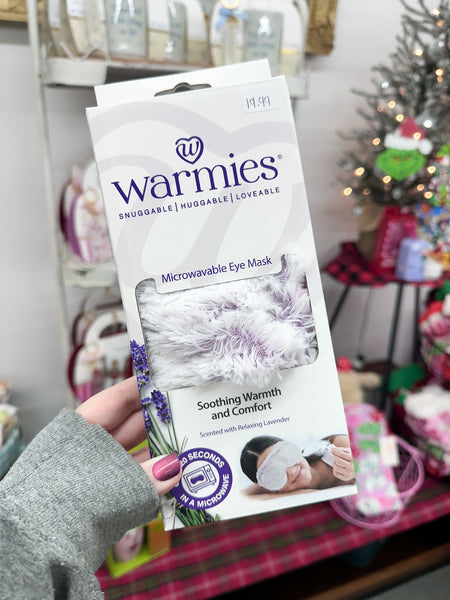 19.99
w
warmies®
SNUGGABLE | HUGGABLE | LOVEABLE
Microwavable Eye Mask
Soothing Warmth
and Comfort
Scented with Relaxing Lavender
SECONDS
IN A MICROWAVE